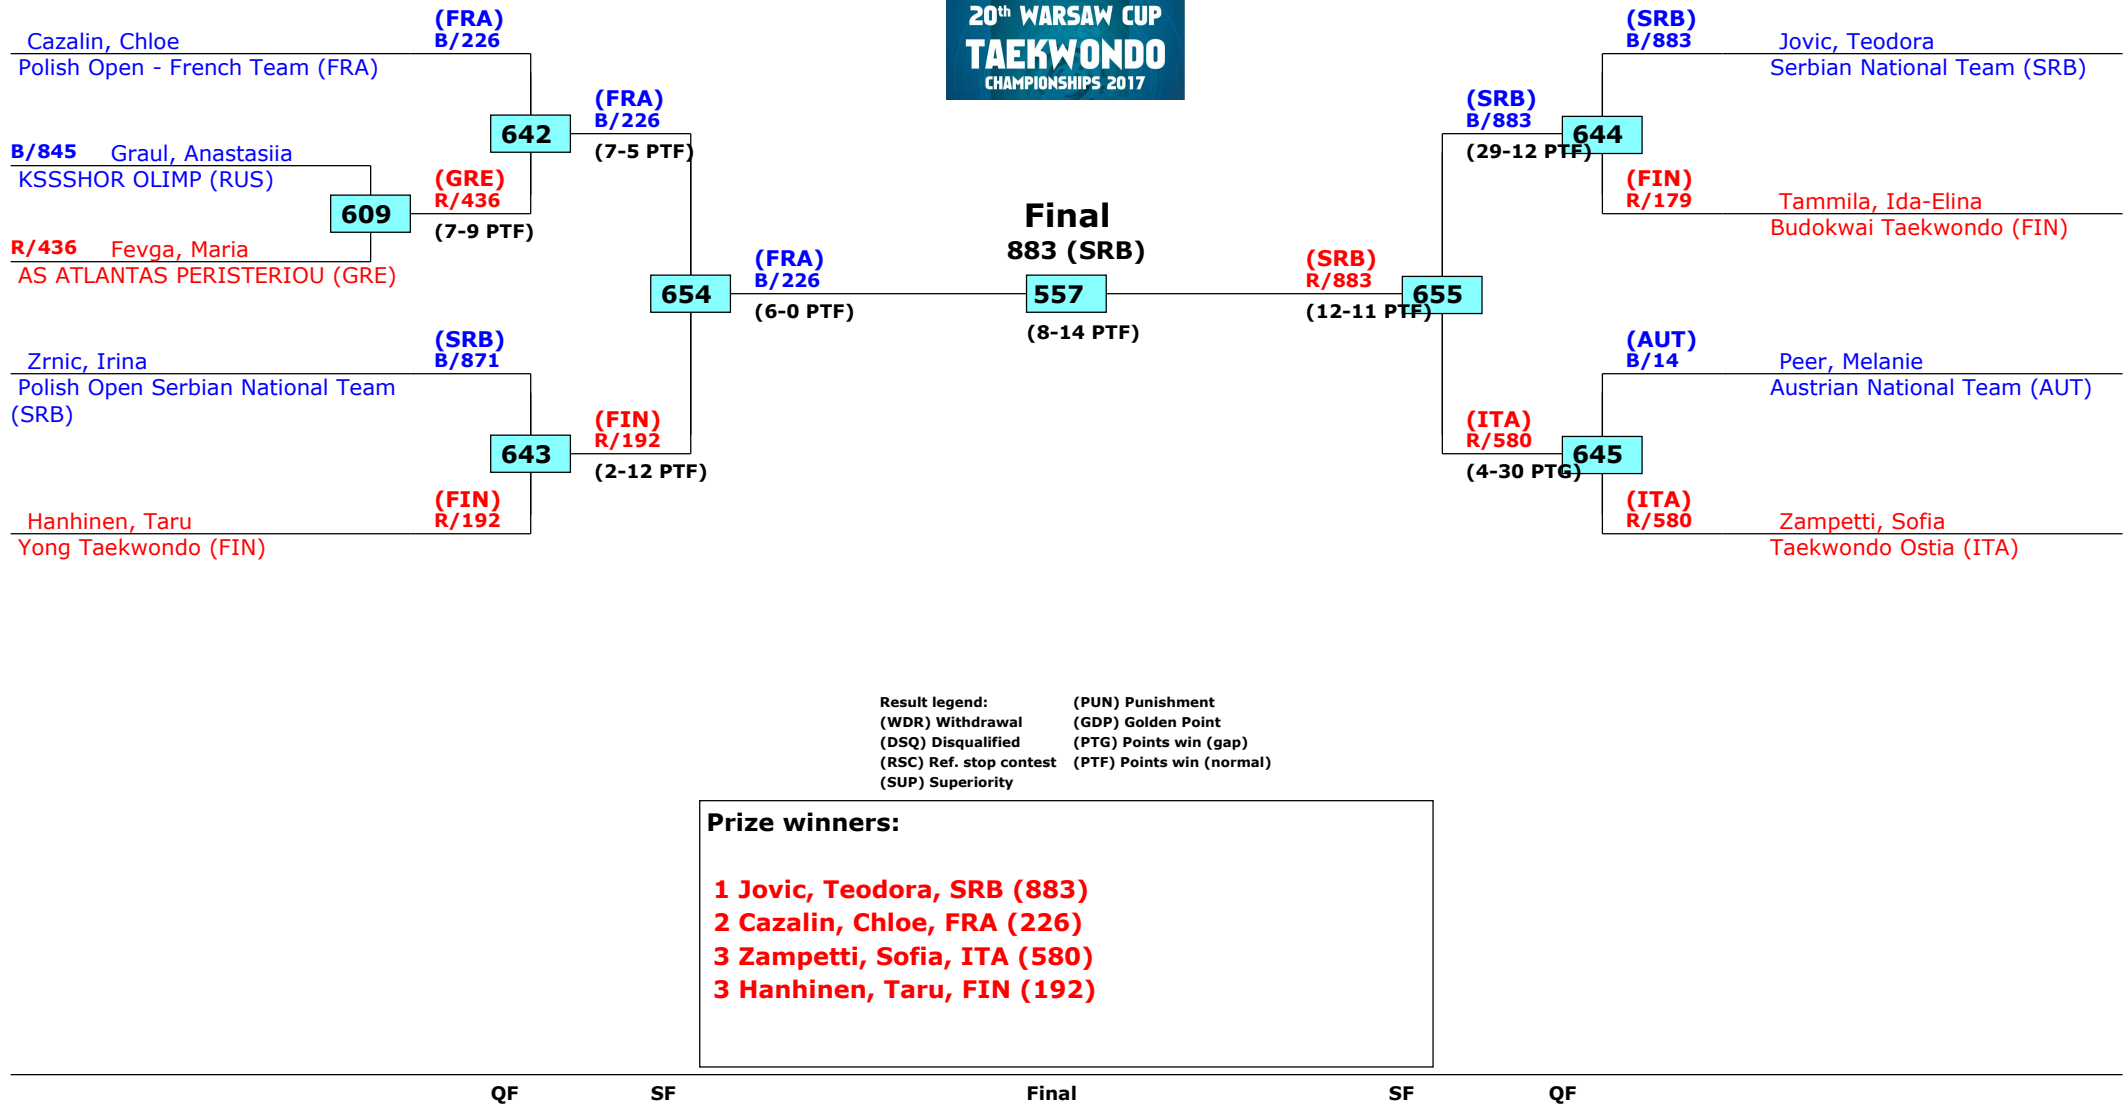 20th WARSAW CUP
TAEKWONDO
CHAMPIONSHIPS 2017
(FRA)
B/226
Cazalin, Chloe
Polish Open - French Team (FRA)
B/845 Graul, Anastasiia
KSSSHOR OLIMP (RUS)
609
R/436 Fevga, Maria
AS ATLANTAS PERISTERIOU (GRE)
(GRE)
R/436
(7-9 PTF)
642
(FRA)
B/226
(7-5 PTF)
(SRB)
B/871
Zrnic, Irina
Polish Open Serbian National Team
(SRB)
643
(FIN)
R/192
Hanhinen, Taru
Yong Taekwondo (FIN)
(FIN)
R/192
(2-12 PTF)
654
(FRA)
B/226
(6-0 PTF)
Final
883 (SRB)
557
(8-14 PTF)
(SRB)
R/883
(12-11 PTF)
655
(SRB)
B/883
(29-12 PTF)
644
(SRB)
B/883
Jovic, Teodora
Serbian National Team (SRB)
(FIN)
R/179
Tammila, Ida-Elina
Budokwai Taekwondo (FIN)
(ITA)
R/580
(4-30 PTG)
645
(AUT)
B/14
Peer, Melanie
Austrian National Team (AUT)
(ITA)
R/580
Zampetti, Sofia
Taekwondo Ostia (ITA)
Result legend: (PUN) Punishment
(WDR) Withdrawal (GDP) Golden Point
(DSQ) Disqualified (PTG) Points win (gap)
(RSC) Ref. stop contest (PTF) Points win (normal)
(SUP) Superiority
Prize winners:
1 Jovic, Teodora, SRB (883)
2 Cazalin, Chloe, FRA (226)
3 Zampetti, Sofia, ITA (580)
3 Hanhinen, Taru, FIN (192)
QF SF Final SF QF